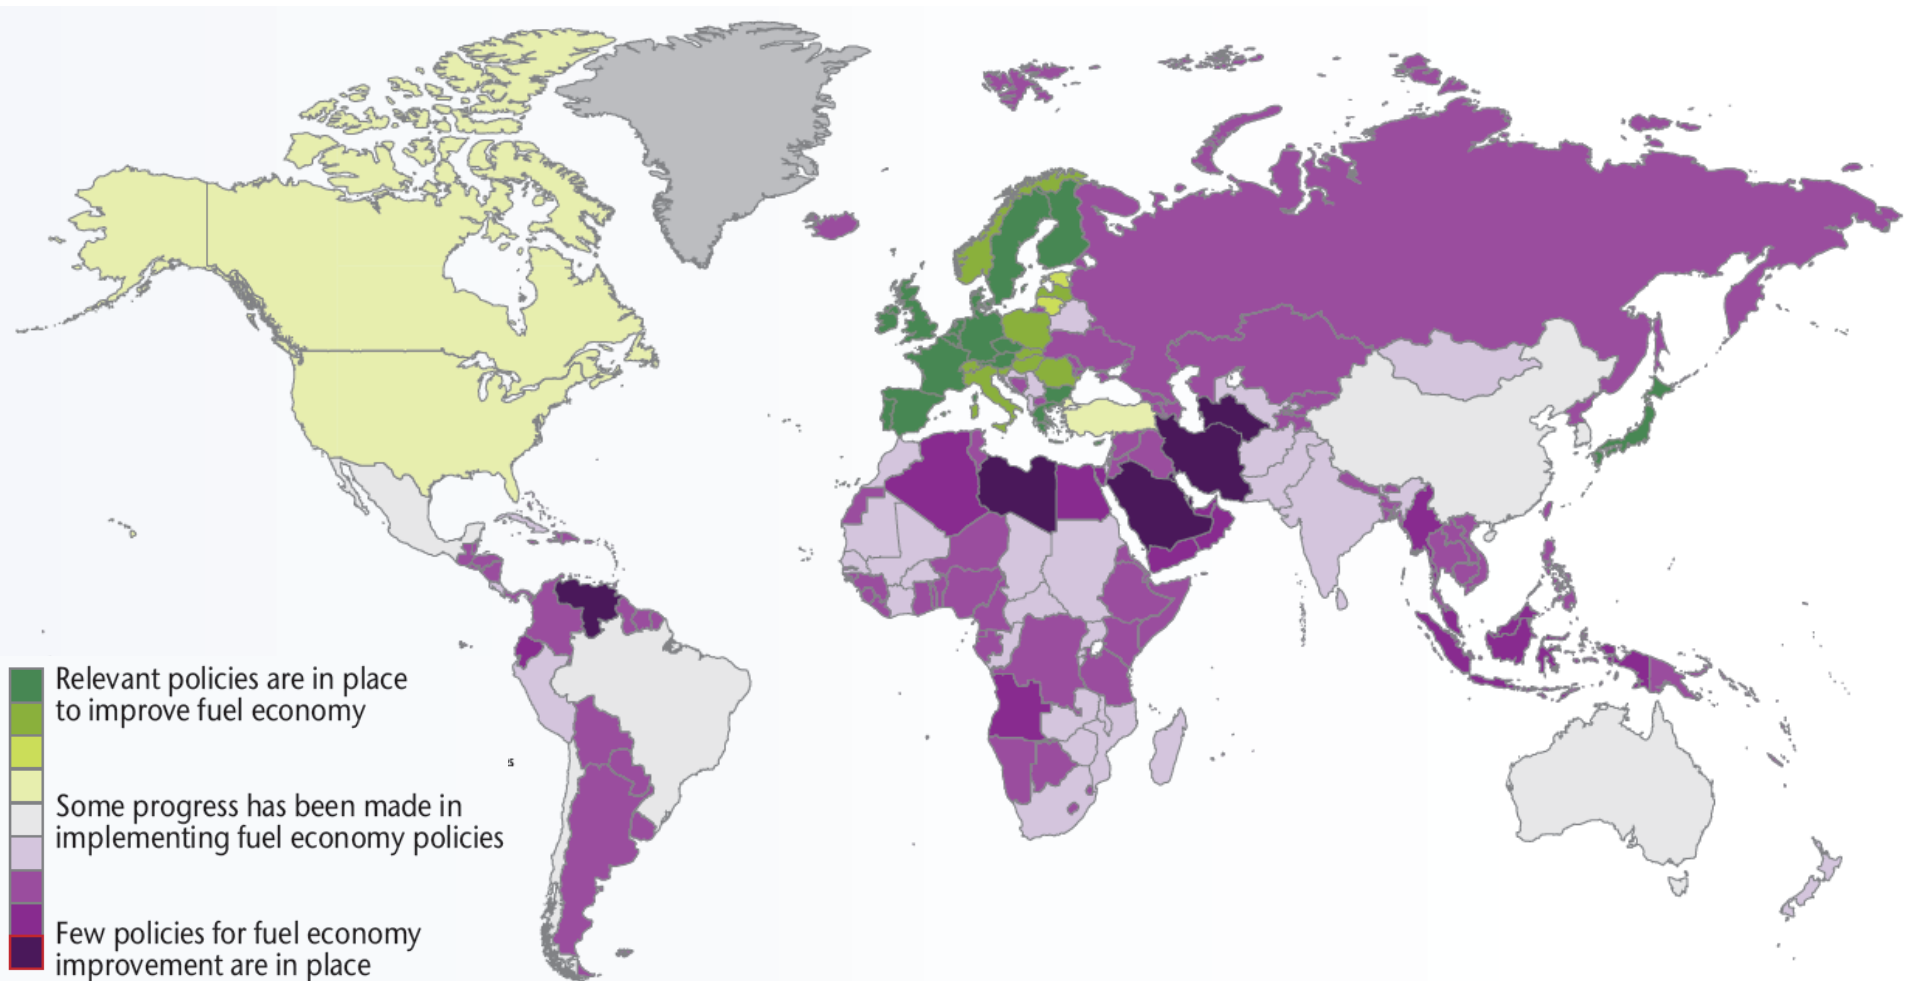 Relevant policies are in place
to improve fuel economy
Some progress has been made in
implementing fuel economy policies
Few policies for fuel economy
improvement are in place